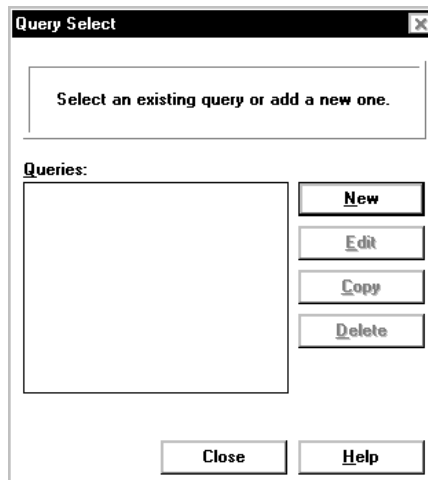 Query Select
Select an existing query or add a new one.
Queries:
New
Edit
Copy
Delete
Close
Help